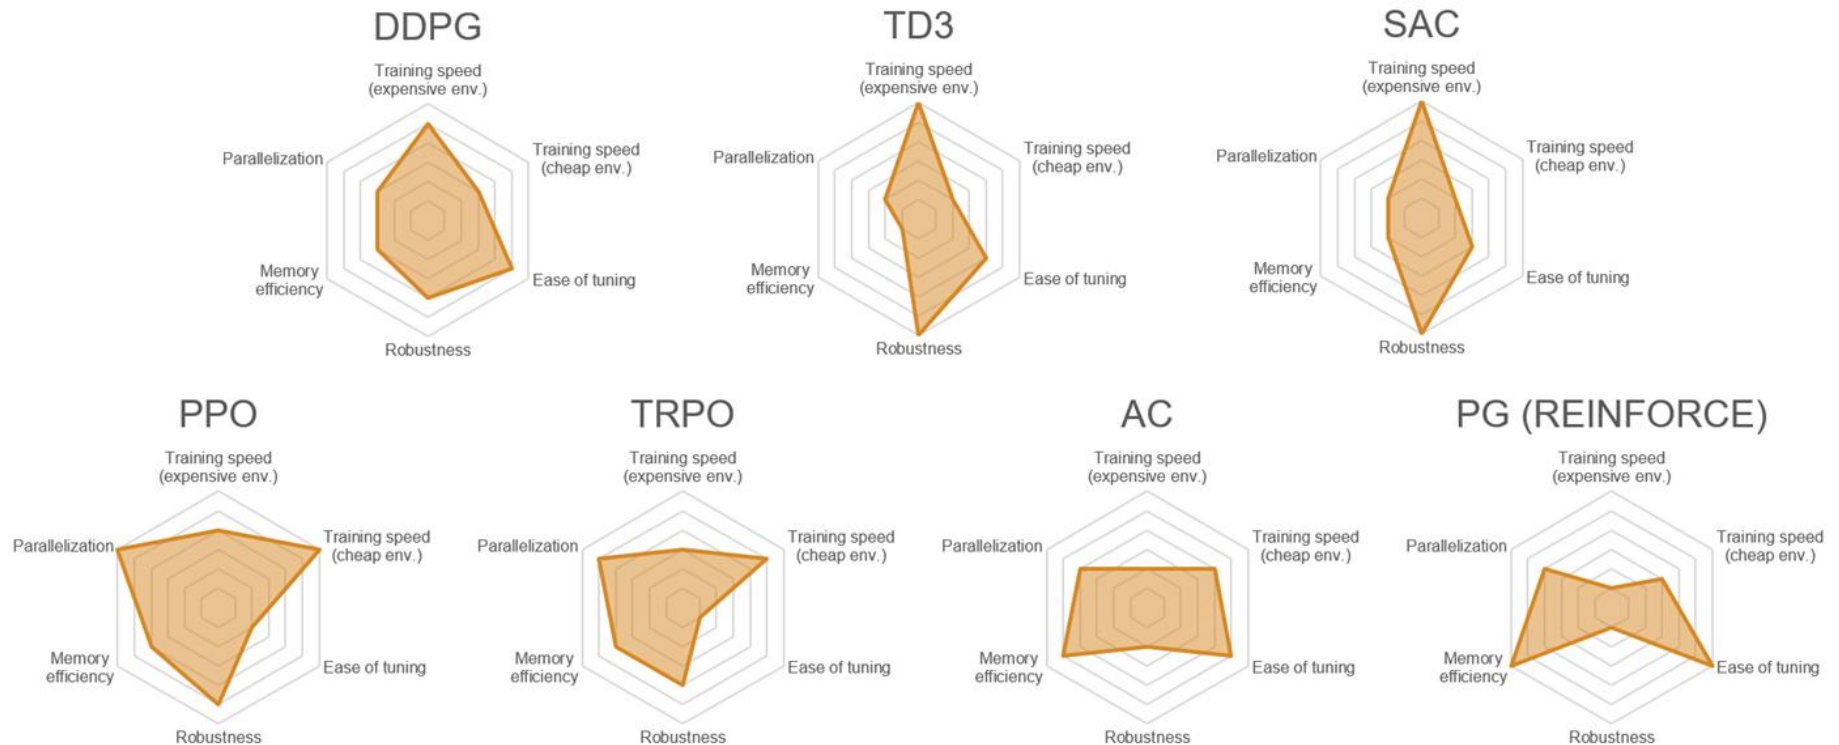 DDPG
Training speed
(expensive env.)
Training speed
(cheap env.)
Ease of tuning
Robustness
Memory
efficiency
Parallelization
TD3
Training speed
(expensive env.)
Training speed
(cheap env.)
Ease of tuning
Robustness
Memory
efficiency
Parallelization
SAC
Training speed
(expensive env.)
Training speed
(cheap env.)
Ease of tuning
Robustness
Memory
efficiency
Parallelization
PPO
Training speed
(expensive env.)
Training speed
(cheap env.)
Ease of tuning
Robustness
Memory
efficiency
Parallelization
TRPO
Training speed
(expensive env.)
Training speed
(cheap env.)
Ease of tuning
Robustness
Memory
efficiency
Parallelization
AC
Training speed
(expensive env.)
Training speed
(cheap env.)
Ease of tuning
Robustness
Memory
efficiency
Parallelization
PG (REINFORCE)
Training speed
(expensive env.)
Training speed
(cheap env.)
Ease of tuning
Robustness
Memory
efficiency
Parallelization